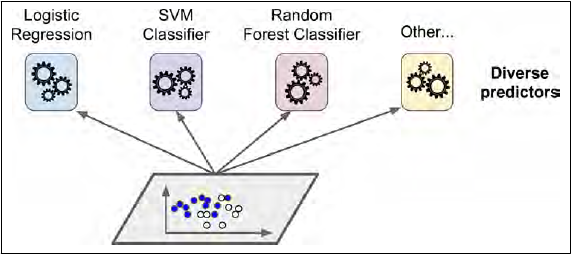 Logistic
Regression
SVM
Classifier
Random
Forest Classifier
Other...
Diverse
predictors